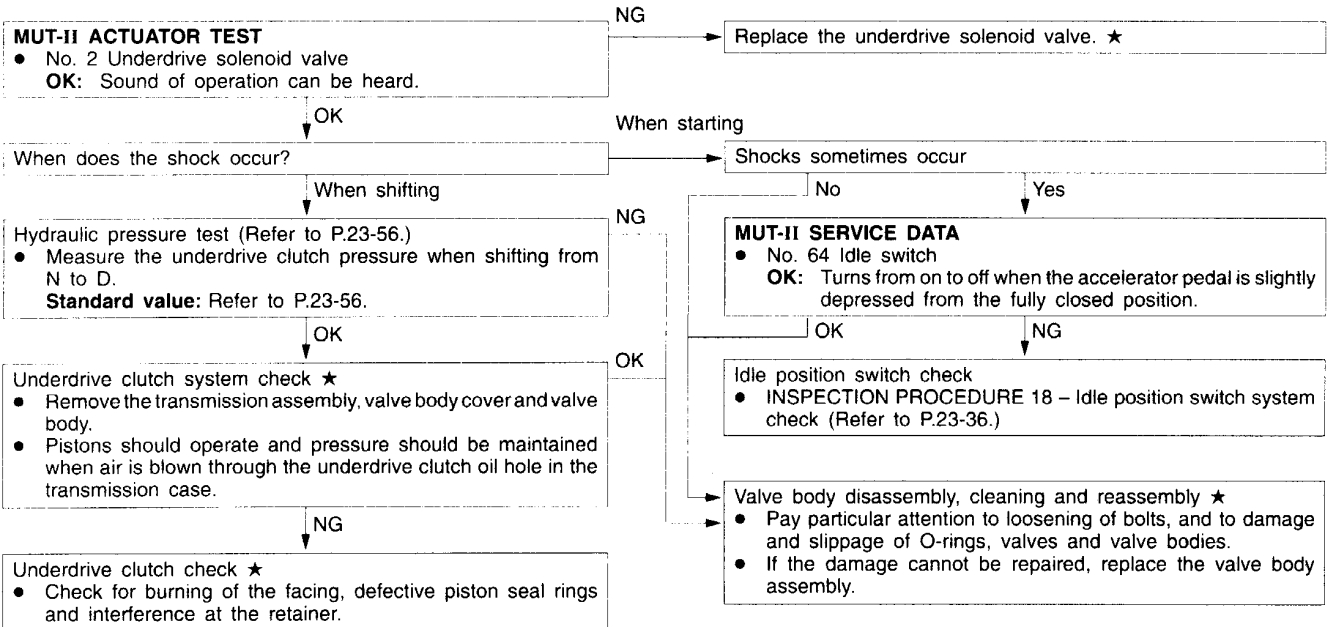 NG
MUT-II ACTUATOR TEST
● No. 2 Underdrive solenoid valve
OK: Sound of operation can be heard.
Replace the underdrive solenoid valve. ★
OK
When starting
When does the shock occur?
Shocks sometimes occur
When shifting
No
Yes
NG
Hydraulic pressure test (Refer to P.23-56.)
● Measure the underdrive clutch pressure when shifting from
N to D.
Standard value: Refer to P.23-56.
MUT-II SERVICE DATA
● No. 64 Idle switch
OK: Turns from on to off when the accelerator pedal is slightly
depressed from the fully closed position.
OK
OK
NG
OK
Underdrive clutch system check ★
● Remove the transmission assembly, valve body cover and valve
body.
● Pistons should operate and pressure should be maintained
when air is blown through the underdrive clutch oil hole in the
transmission case.
Idle position switch check
● INSPECTION PROCEDURE 18 – Idle position switch system
check (Refer to P.23-36.)
NG
Valve body disassembly, cleaning and reassembly ★
● Pay particular attention to loosening of bolts, and to damage
and slippage of O-rings, valves and valve bodies.
● If the damage cannot be repaired, replace the valve body
assembly.
Underdrive clutch check ★
● Check for burning of the facing, defective piston seal rings
and interference at the retainer.